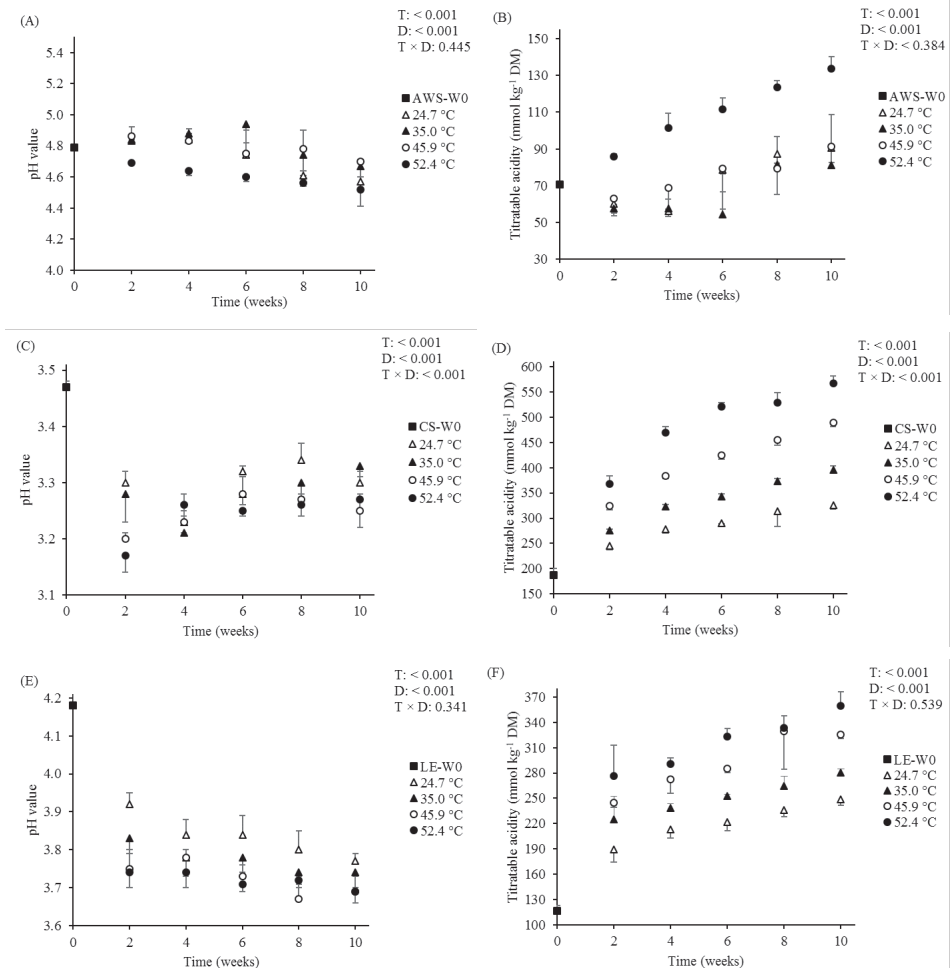 (A)
T: < 0.001
D: < 0.001
T × D: 0.445
5.4
5.2
5.0
4.8
4.6
4.4
4.2
4.0
pH value
0 2 4 6 8 10
Time (weeks)
AWS-W0
24.7 °C
35.0 °C
45.9 °C
52.4 °C
(B)
T: < 0.001
D: < 0.001
T × D: < 0.384
150
130
110
90
70
50
30
Titratable acidity (mmol kg⁻¹ DM)
0 2 4 6 8 10
Time (weeks)
AWS-W0
24.7 °C
35.0 °C
45.9 °C
52.4 °C
(C)
T: < 0.001
D: < 0.001
T × D: < 0.001
3.5
3.4
3.3
3.2
3.1
pH value
0 2 4 6 8 10
Time (weeks)
CS-W0
24.7 °C
35.0 °C
45.9 °C
52.4 °C
(D)
T: < 0.001
D: < 0.001
T × D: < 0.001
600
550
500
450
400
350
300
250
200
150
Titratable acidity (mmol kg⁻¹ DM)
0 2 4 6 8 10
Time (weeks)
CS-W0
24.7 °C
35.0 °C
45.9 °C
52.4 °C
(E)
T: < 0.001
D: < 0.001
T × D: 0.341
4.2
4.1
4.0
3.9
3.8
3.7
3.6
pH value
0 2 4 6 8 10
Time (weeks)
LE-W0
24.7 °C
35.0 °C
45.9 °C
52.4 °C
(F)
T: < 0.001
D: < 0.001
T × D: 0.539
370
340
310
280
250
220
190
160
130
100
Titratable acidity (mmol kg⁻¹ DM)
0 2 4 6 8 10
Time (weeks)
LE-W0
24.7 °C
35.0 °C
45.9 °C
52.4 °C